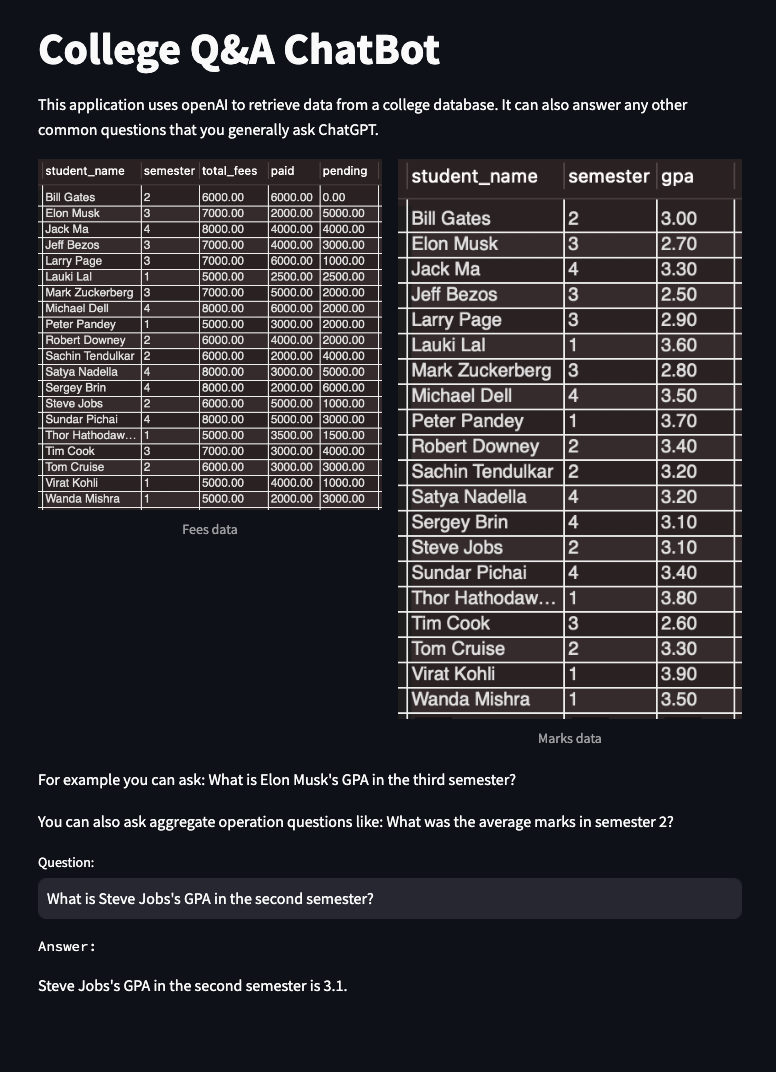 College Q&A ChatBot
This application uses openAI to retrieve data from a college database. It can also answer any other
common questions that you generally ask ChatGPT.
student_name semester total_fees paid pending
Bill Gates 2 6000.00 6000.00 0.00
Elon Musk 3 7000.00 2000.00 5000.00
Jack Ma 4 8000.00 4000.00 4000.00
Jeff Bezos 3 7000.00 4000.00 3000.00
Larry Page 3 7000.00 6000.00 1000.00
Lauki Lal 1 5000.00 2500.00 2500.00
Mark Zuckerberg 3 7000.00 5000.00 2000.00
Michael Dell 4 8000.00 6000.00 2000.00
Peter Pandey 1 5000.00 3000.00 2000.00
Robert Downey 2 6000.00 4000.00 2000.00
Sachin Tendulkar 2 6000.00 2000.00 4000.00
Satya Nadella 4 8000.00 3000.00 5000.00
Sergey Brin 4 8000.00 2000.00 6000.00
Steve Jobs 2 6000.00 5000.00 1000.00
Sundar Pichai 4 8000.00 5000.00 3000.00
Thor Hathodaw... 1 5000.00 3500.00 1500.00
Tim Cook 3 7000.00 3000.00 4000.00
Tom Cruise 2 6000.00 3000.00 3000.00
Virat Kohli 1 5000.00 4000.00 1000.00
Wanda Mishra 1 5000.00 2000.00 3000.00
Fees data
student_name semester gpa
Bill Gates 2 3.00
Elon Musk 3 2.70
Jack Ma 4 3.30
Jeff Bezos 3 2.50
Larry Page 3 2.90
Lauki Lal 1 3.60
Mark Zuckerberg 3 2.80
Michael Dell 4 3.50
Peter Pandey 1 3.70
Robert Downey 2 3.40
Sachin Tendulkar 2 3.20
Satya Nadella 4 3.20
Sergey Brin 4 3.10
Steve Jobs 2 3.10
Sundar Pichai 4 3.40
Thor Hathodaw... 1 3.80
Tim Cook 3 2.60
Tom Cruise 2 3.30
Virat Kohli 1 3.90
Wanda Mishra 1 3.50
Marks data
For example you can ask: What is Elon Musk's GPA in the third semester?
You can also ask aggregate operation questions like: What was the average marks in semester 2?
Question:
What is Steve Jobs's GPA in the second semester?
Answer:
Steve Jobs's GPA in the second semester is 3.1.